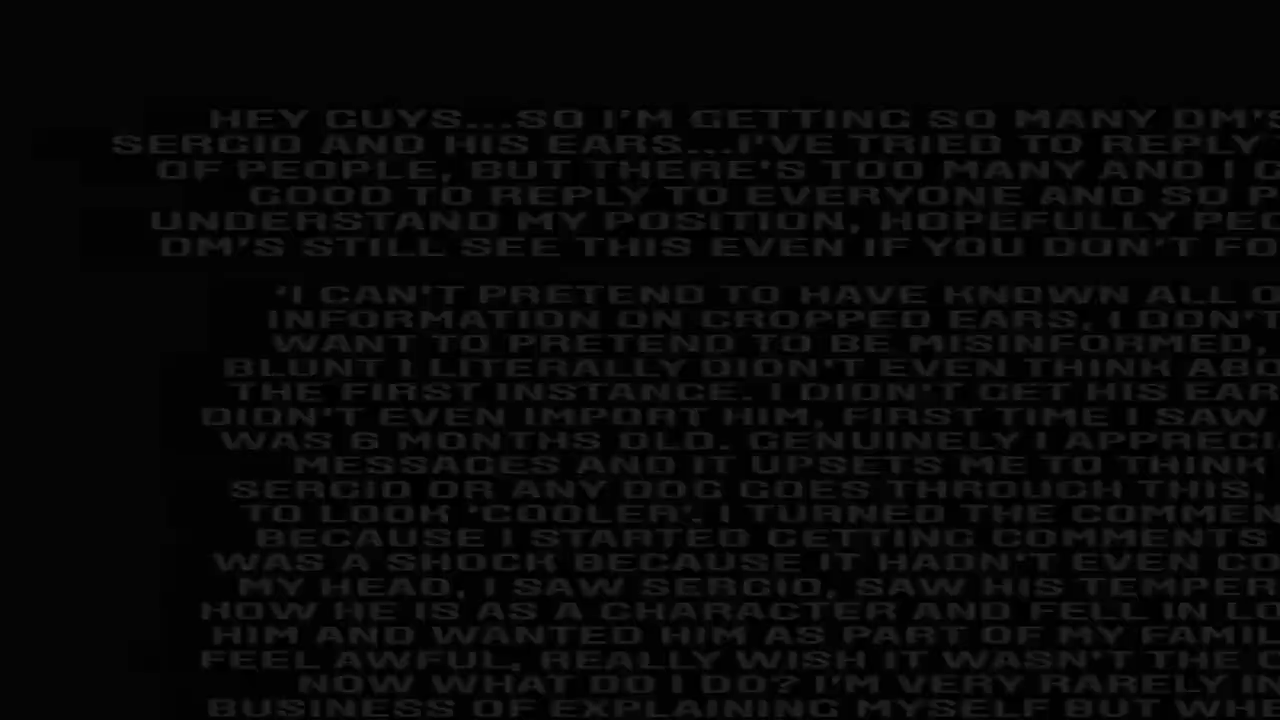 HEY GUYS...SO I'M GETTING SO MANY DM'S
SERGIO AND HIS EARS...I'VE TRIED TO REPLY
OF PEOPLE, BUT THERE'S TOO MANY AND I
GOOD TO REPLY TO EVERYONE AND SO
UNDERSTAND MY POSITION, HOPEFULLY
DM'S STILL SEE THIS EVEN IF YOU DON'T
'I CAN'T PRETEND TO HAVE KNOWN ALL
INFORMATION ON CROPPED EARS, I DON'T
WANT TO PRETEND TO BE MISINFORMED,
BLUNT I LITERALLY DIDN'T EVEN THINK
THE FIRST INSTANCE. I DIDN'T GET HIS
DIDN'T EVEN IMPORT HIM, FIRST TIME I SAW
WAS 6 MONTHS OLD. GENUINELY I
MESSAGES AND IT UPSETS ME TO THINK
SERGIO OR ANY DOG GOES THROUGH THIS,
TO LOOK 'COOLER'. I TURNED THE
BECAUSE I STARTED GETTING COMMENTS
WAS A SHOCK BECAUSE IT HADN'T EVEN
MY HEAD, I SAW SERGIO, SAW HIS
HOW HE IS AS A CHARACTER AND FELL IN
HIM AND WANTED HIM AS PART OF MY
FEEL AWFUL, REALLY WISH IT WASN'T THE
NOW WHAT DO I DO? I'M VERY RARELY
BUSINESS OF EXPLAINING MYSELF BUT